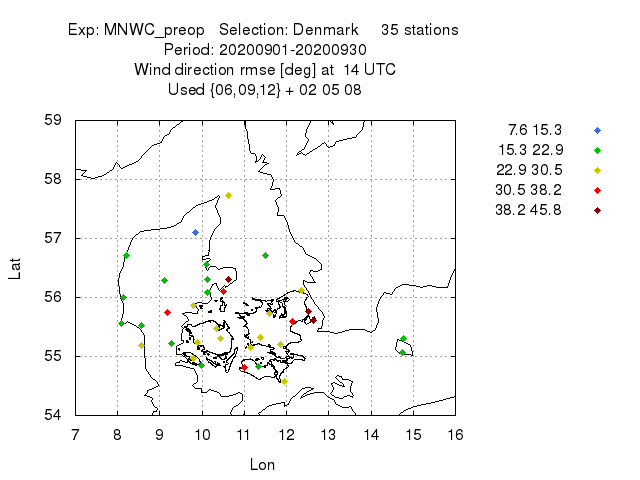 Exp: MNWC_preop   Selection: Denmark     35 stations
Period: 20200901-20200930
Wind direction rmse [deg] at  14 UTC
Used {06,09,12} + 02 05 08
7.6 15.3
15.3 22.9
22.9 30.5
30.5 38.2
38.2 45.8
59
58
57
56
55
54
Lat
7 8 9 10 11 12 13 14 15 16
Lon